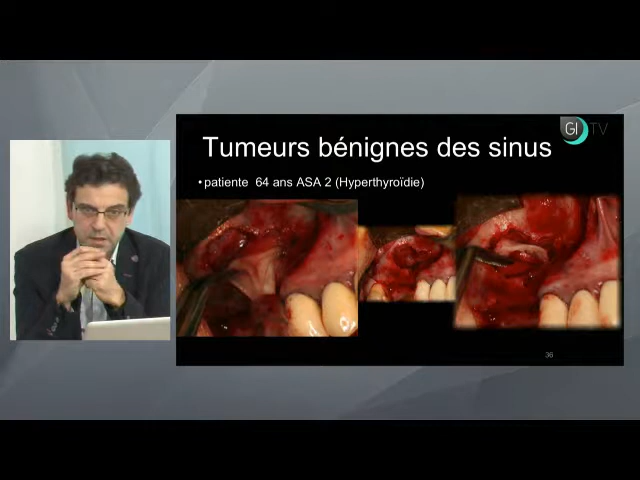 GI TV
Tumeurs bénignes des sinus
•patiente 64 ans ASA 2 (Hyperthyroïdie)
36